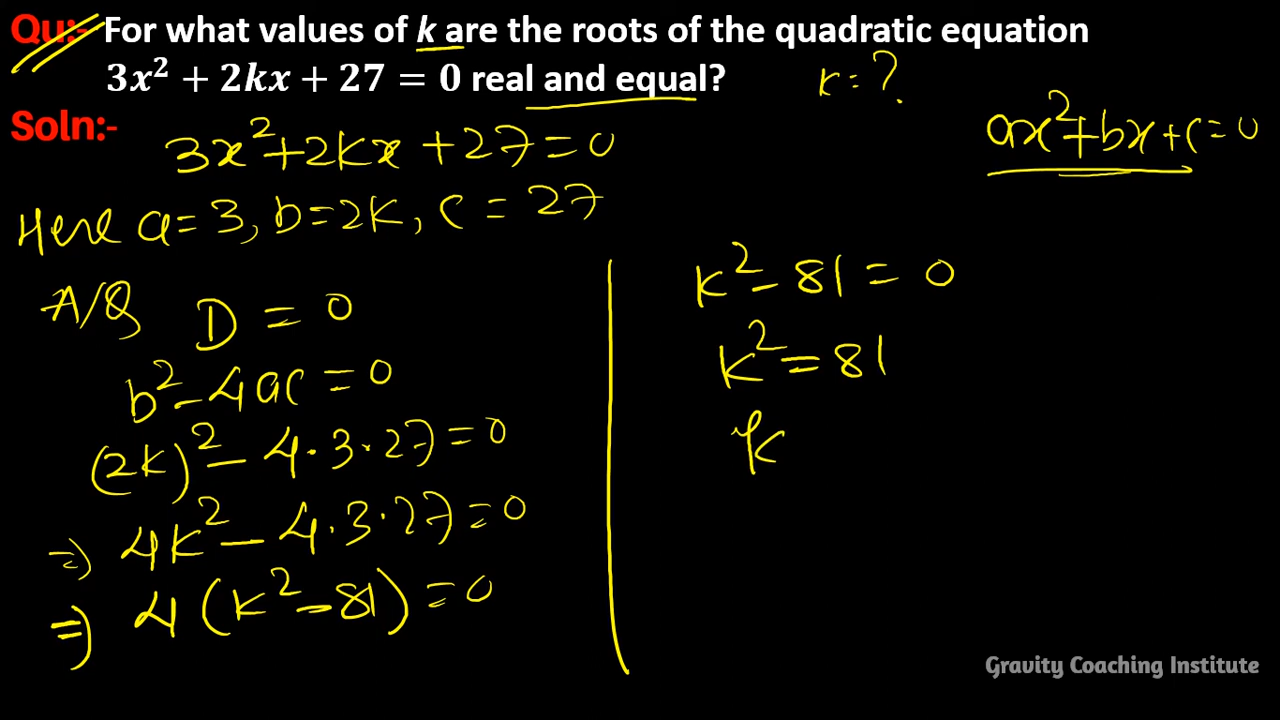 Qu:- For what values of k are the roots of the quadratic equation
3x² + 2kx + 27 = 0 real and equal?
k = ?
Soln:-
ax² + bx + c = 0
3x² + 2kx + 27 = 0
Here a = 3, b = 2k, c = 27
A/Q D = 0
b² - 4ac = 0
(2k)² - 4·3·27 = 0
=> 4k² - 4·3·27 = 0
=> 4(k² - 81) = 0
k² - 81 = 0
k² = 81
k
Gravity Coaching Institute